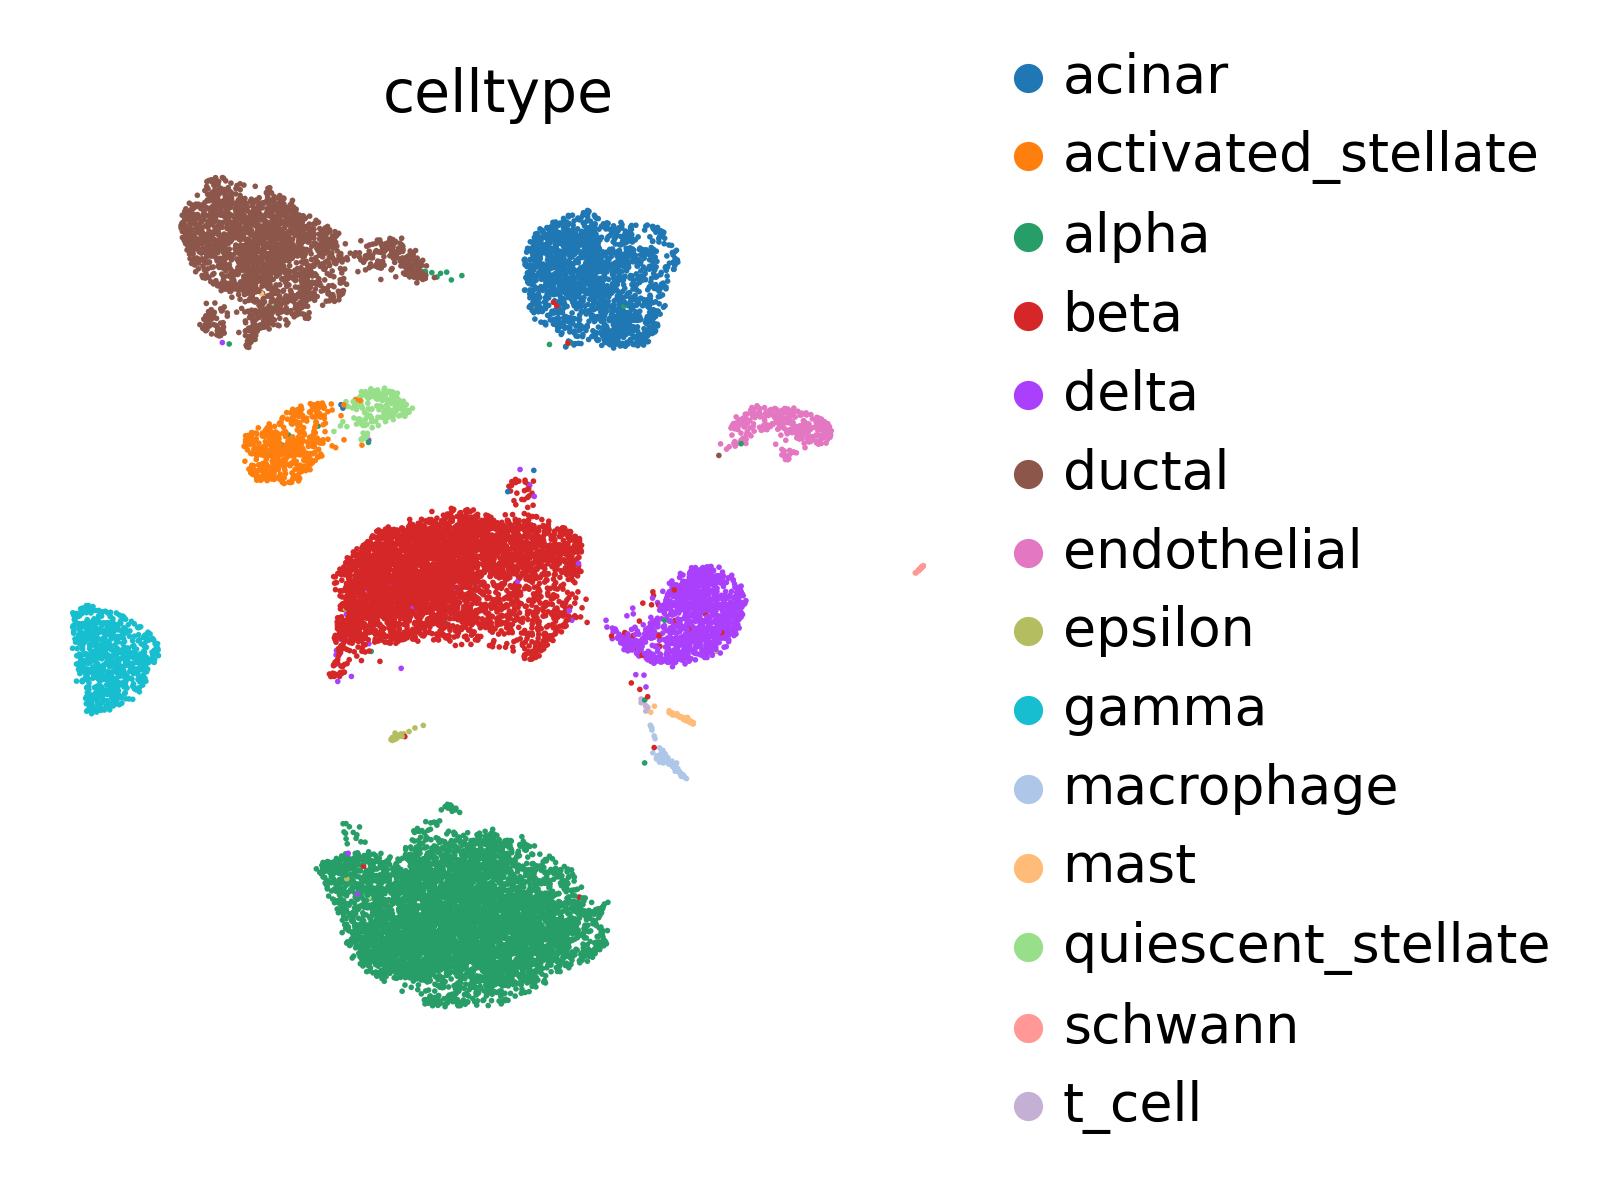 celltype
acinar
activated_stellate
alpha
beta
delta
ductal
endothelial
epsilon
gamma
macrophage
mast
quiescent_stellate
schwann
t_cell